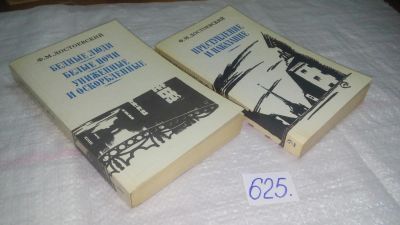 Ф.М. ДОСТОЕВСКИЙ
БЕДНЫЕ ЛЮДИ
БЕЛЫЕ НОЧИ
УНИЖЕННЫЕ
И ОСКОРБЛЕННЫЕ
Ф.М. ДОСТОЕВСКИЙ
ПРЕСТУПЛЕНИЕ
И НАКАЗАНИЕ
625.